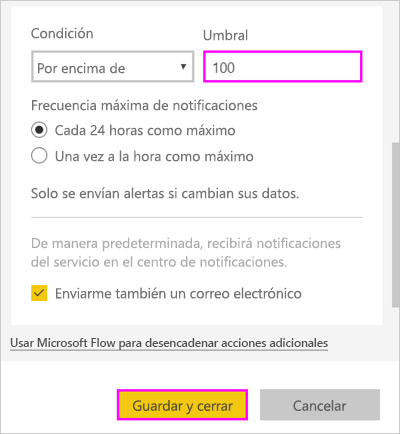 Condición
Umbral
Por encima de
100
Frecuencia máxima de notificaciones
Cada 24 horas como máximo
Una vez a la hora como máximo
Solo se envían alertas si cambian sus datos.
De manera predeterminada, recibirá notificaciones
del servicio en el centro de notificaciones.
Enviarme también un correo electrónico
Usar Microsoft Flow para desencadenar acciones adicionales
Guardar y cerrar
Cancelar